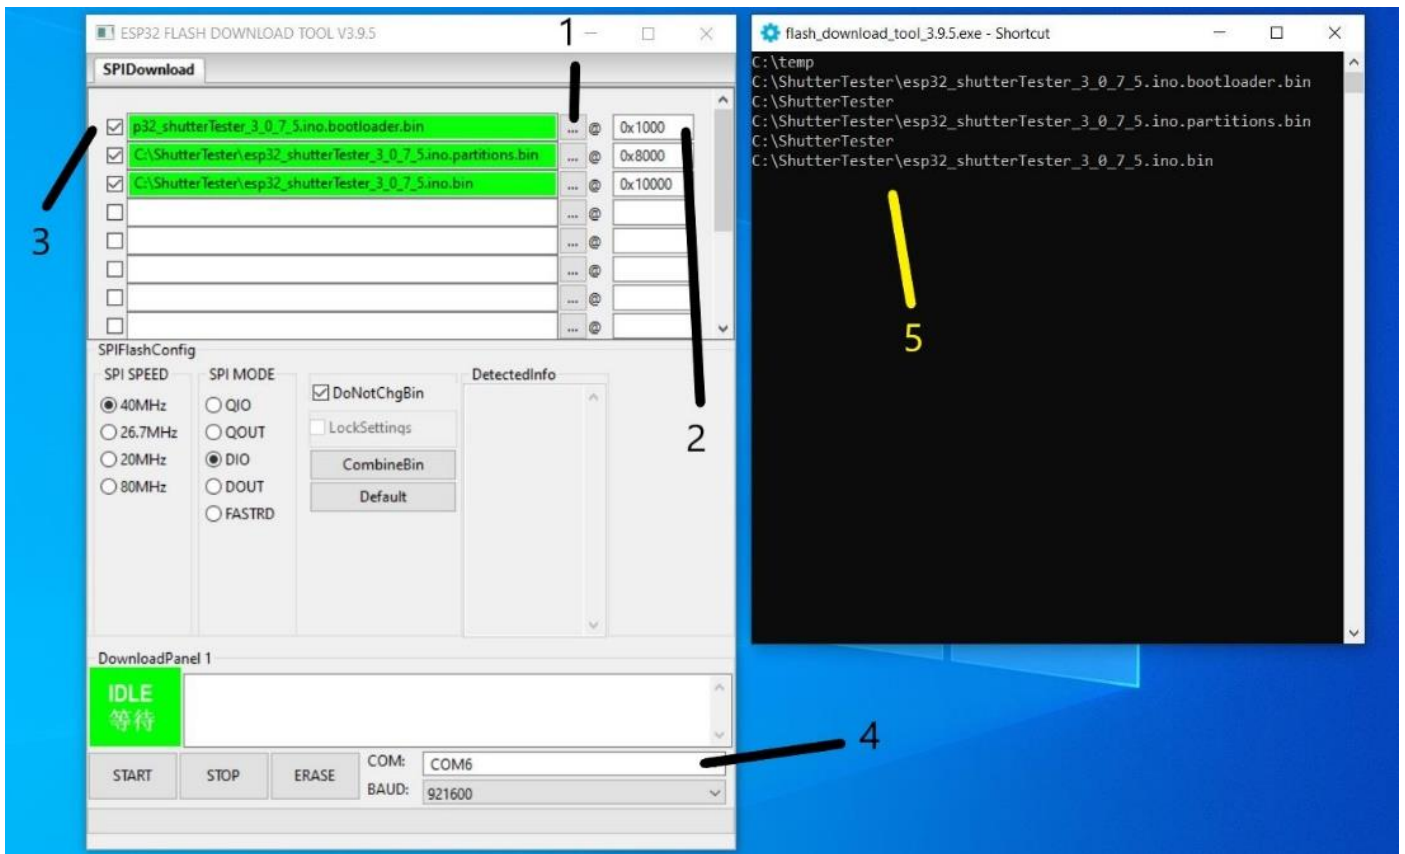 ESP32 FLASH DOWNLOAD TOOL V3.9.5
1
SPIDownload
p32_shutterTester_3_0_7_5.ino.bootloader.bin ... @ 0x1000
C:\ShutterTester\esp32_shutterTester_3_0_7_5.ino.partitions.bin ... @ 0x8000
C:\ShutterTester\esp32_shutterTester_3_0_7_5.ino.bin ... @ 0x10000
... @
... @
... @
... @
... @
3
2
SPIFlashConfig
SPI SPEED
40MHz
26.7MHz
20MHz
80MHz
SPI MODE
QIO
QOUT
DIO
DOUT
FASTRD
DoNotChgBin
LockSettings
CombineBin
Default
DetectedInfo
DownloadPanel 1
IDLE
等待
START
STOP
ERASE
COM: COM6
BAUD: 921600
4
flash_download_tool_3.9.5.exe - Shortcut
C:\temp
C:\ShutterTester\esp32_shutterTester_3_0_7_5.ino.bootloader.bin
C:\ShutterTester
C:\ShutterTester\esp32_shutterTester_3_0_7_5.ino.partitions.bin
C:\ShutterTester
C:\ShutterTester\esp32_shutterTester_3_0_7_5.ino.bin
5